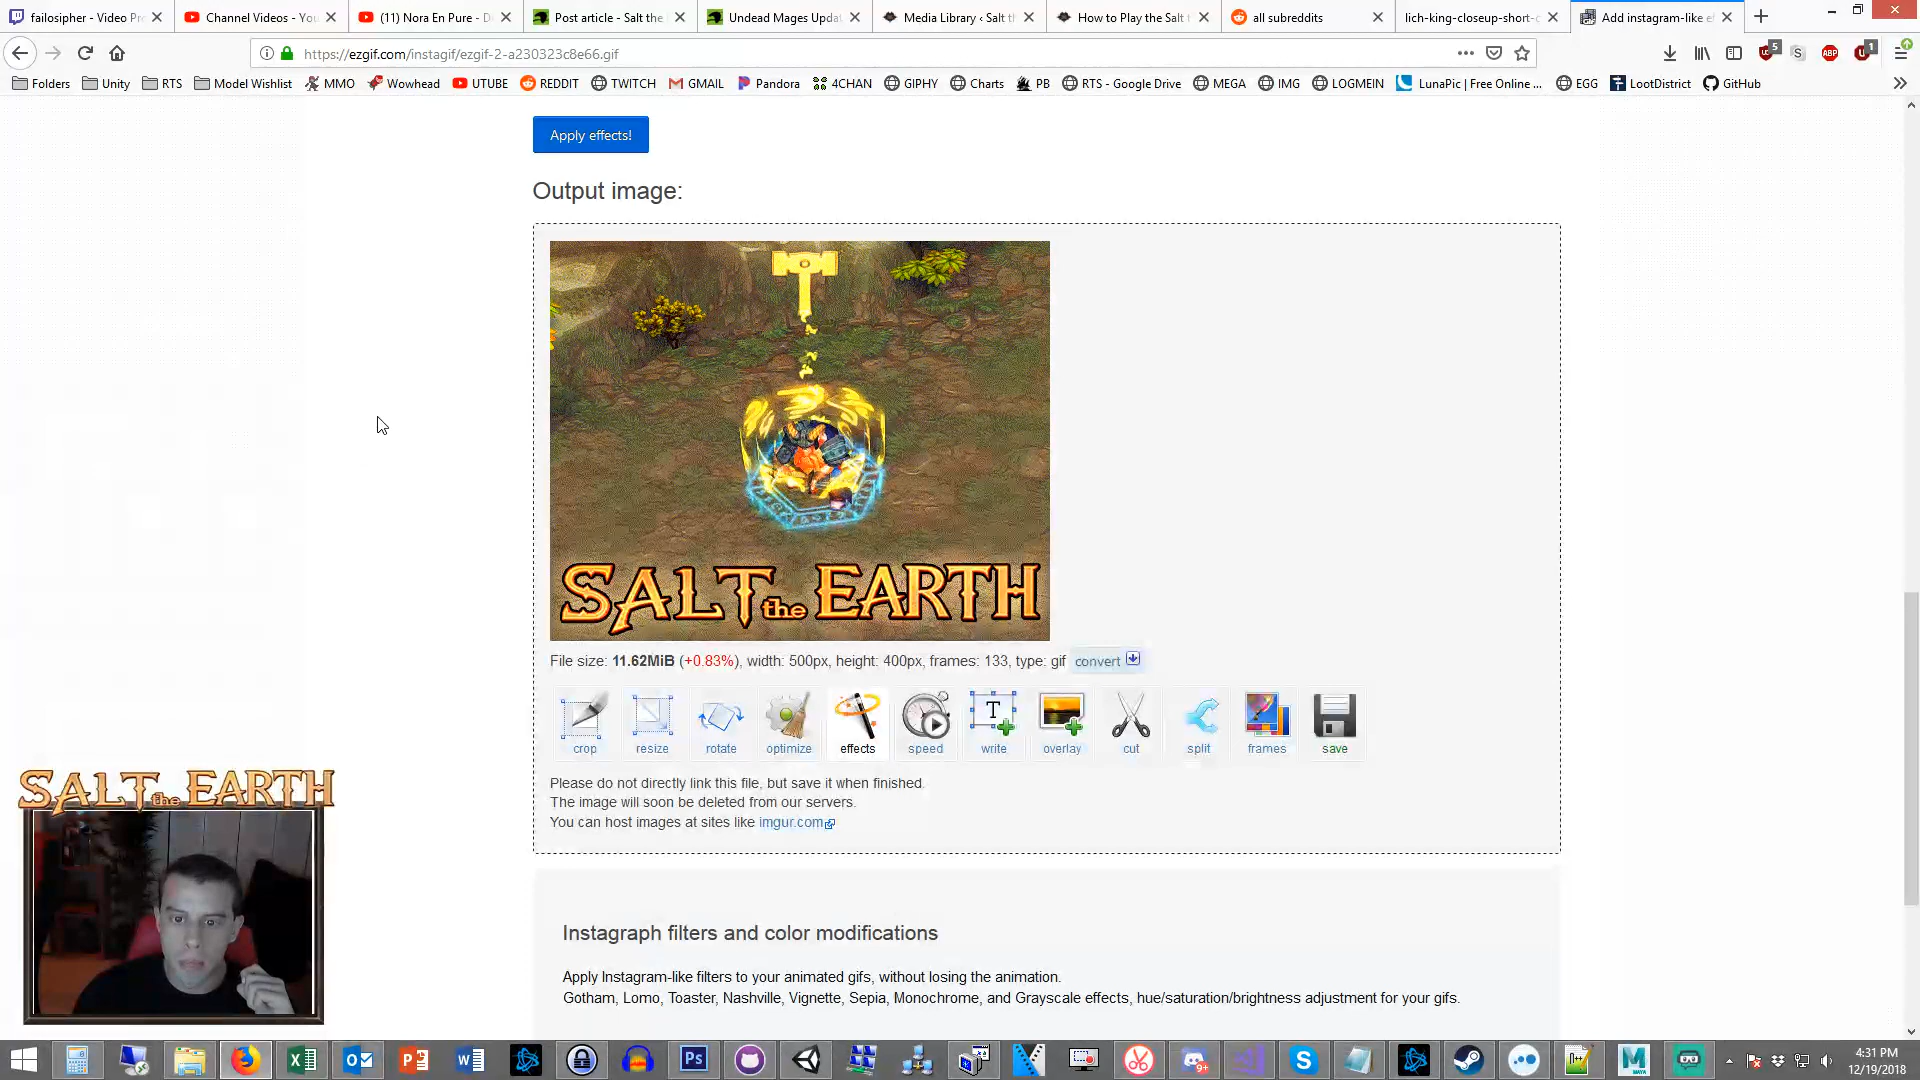 failosipher - Video Pro
Channel Videos - You
(11) Nora En Pure - D
Post article - Salt the
Undead Mages Updat
Media Library ‹ Salt th
How to Play the Salt t
all subreddits
lich-king-closeup-short-c
Add instagram-like ef
https://ezgif.com/instagif/ezgif-2-a230323c8e66.gif
5
S
ABP
1
Folders
Unity
RTS
Model Wishlist
MMO
Wowhead
UTUBE
REDDIT
TWITCH
GMAIL
Pandora
4CHAN
GIPHY
Charts
PB
RTS - Google Drive
MEGA
IMG
LOGMEIN
LunaPic | Free Online ...
EGG
LootDistrict
GitHub
Apply effects!
Output image:
SALT the EARTH
File size: 11.62MiB (+0.83%), width: 500px, height: 400px, frames: 133, type: gif
convert
T
crop
resize
rotate
optimize
effects
speed
write
overlay
cut
split
frames
save
Please do not directly link this file, but save it when finished.
The image will soon be deleted from our servers.
You can host images at sites like imgur.com
SALT the EARTH
Instagraph filters and color modifications
Apply Instagram-like filters to your animated gifs, without losing the animation.
Gotham, Lomo, Toaster, Nashville, Vignette, Sepia, Monochrome, and Grayscale effects, hue/saturation/brightness adjustment for your gifs.
Ps
9+
4:31 PM
12/19/2018